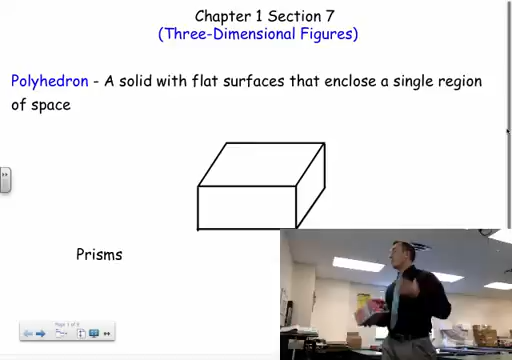 Chapter 1 Section 7
(Three-Dimensional Figures)
Polyhedron - A solid with flat surfaces that enclose a single region
of space
Prisms